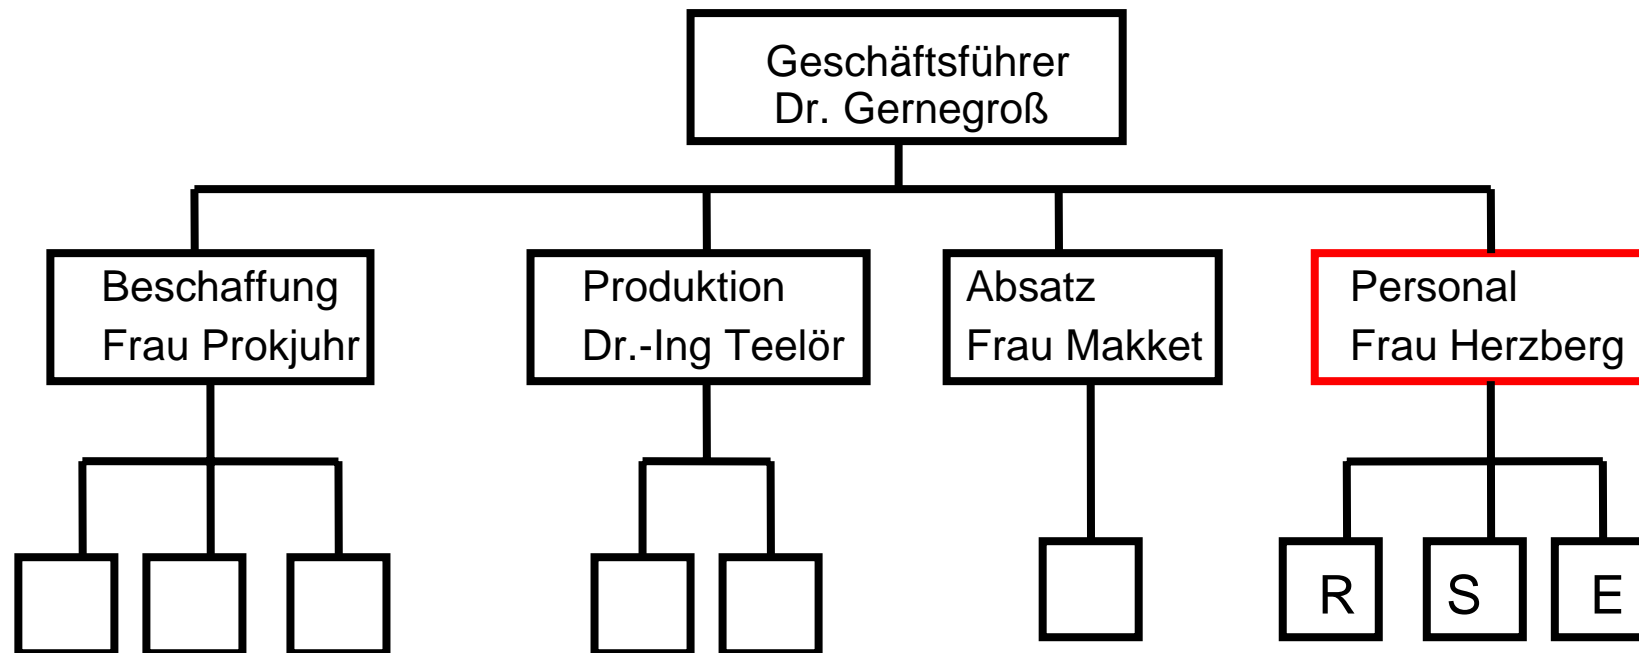 Geschäftsführer
Dr. Gernegroß
Beschaffung
Frau Prokjuhr
Produktion
Dr.-Ing Teelör
Absatz
Frau Makket
Personal
Frau Herzberg
R
S
E